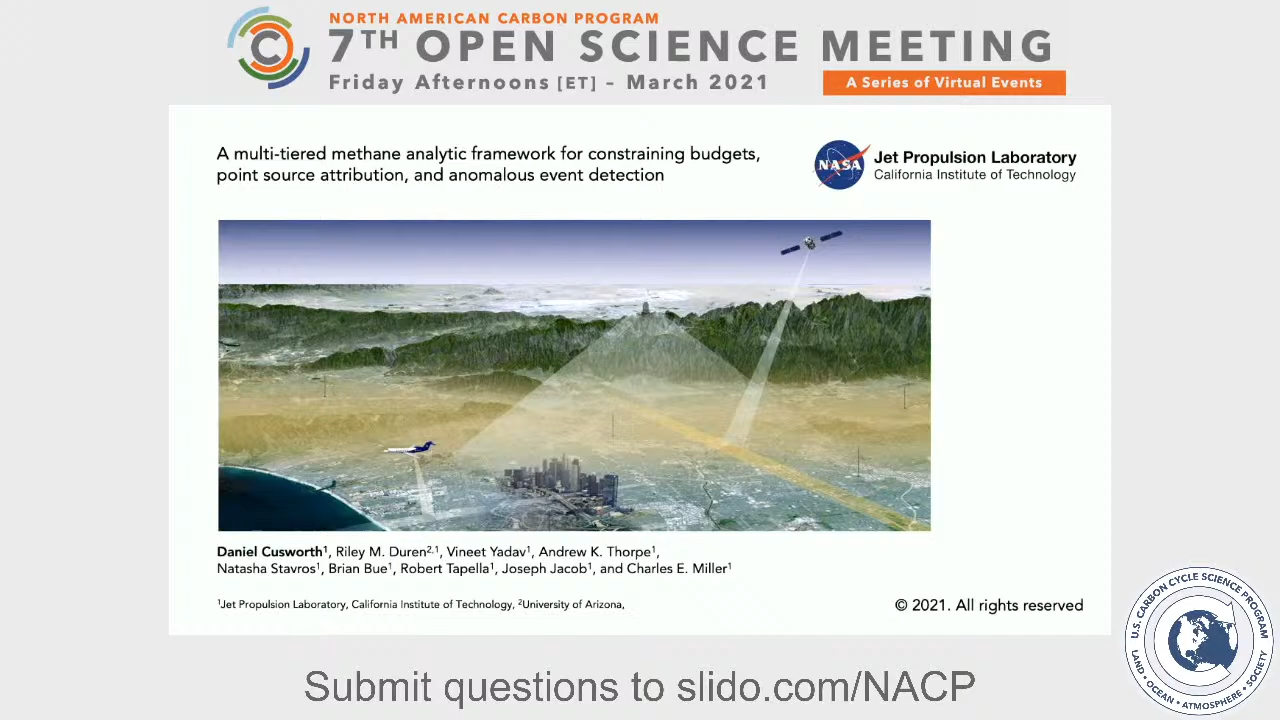 NORTH AMERICAN CARBON PROGRAM
7TH OPEN SCIENCE MEETING
Friday Afternoons [ET] – March 2021
A Series of Virtual Events
A multi-tiered methane analytic framework for constraining budgets,
point source attribution, and anomalous event detection
NASA
Jet Propulsion Laboratory
California Institute of Technology
Daniel Cusworth¹, Riley M. Duren²,¹, Vineet Yadav¹, Andrew K. Thorpe¹,
Natasha Stavros¹, Brian Bue¹, Robert Tapella¹, Joseph Jacob¹, and Charles E. Miller¹
¹Jet Propulsion Laboratory, California Institute of Technology, ²University of Arizona,
© 2021. All rights reserved
U.S. CARBON CYCLE SCIENCE PROGRAM
LAND • OCEAN • ATMOSPHERE • SOCIETY
Submit questions to slido.com/NACP